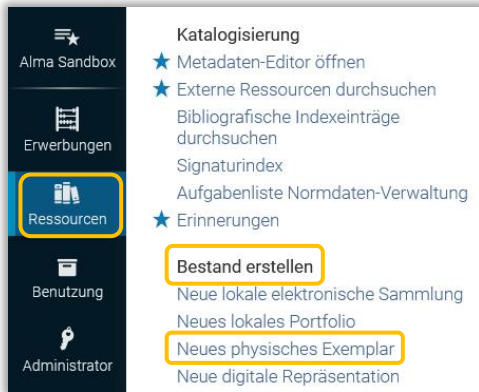 Alma Sandbox
Erwerbungen
Ressourcen
Benutzung
Administrator
Katalogisierung
Metadaten-Editor öffnen
Externe Ressourcen durchsuchen
Bibliografische Indexeinträge
durchsuchen
Signaturindex
Aufgabenliste Normdaten-Verwaltung
Erinnerungen
Bestand erstellen
Neue lokale elektronische Sammlung
Neues lokales Portfolio
Neues physisches Exemplar
Neue digitale Repräsentation